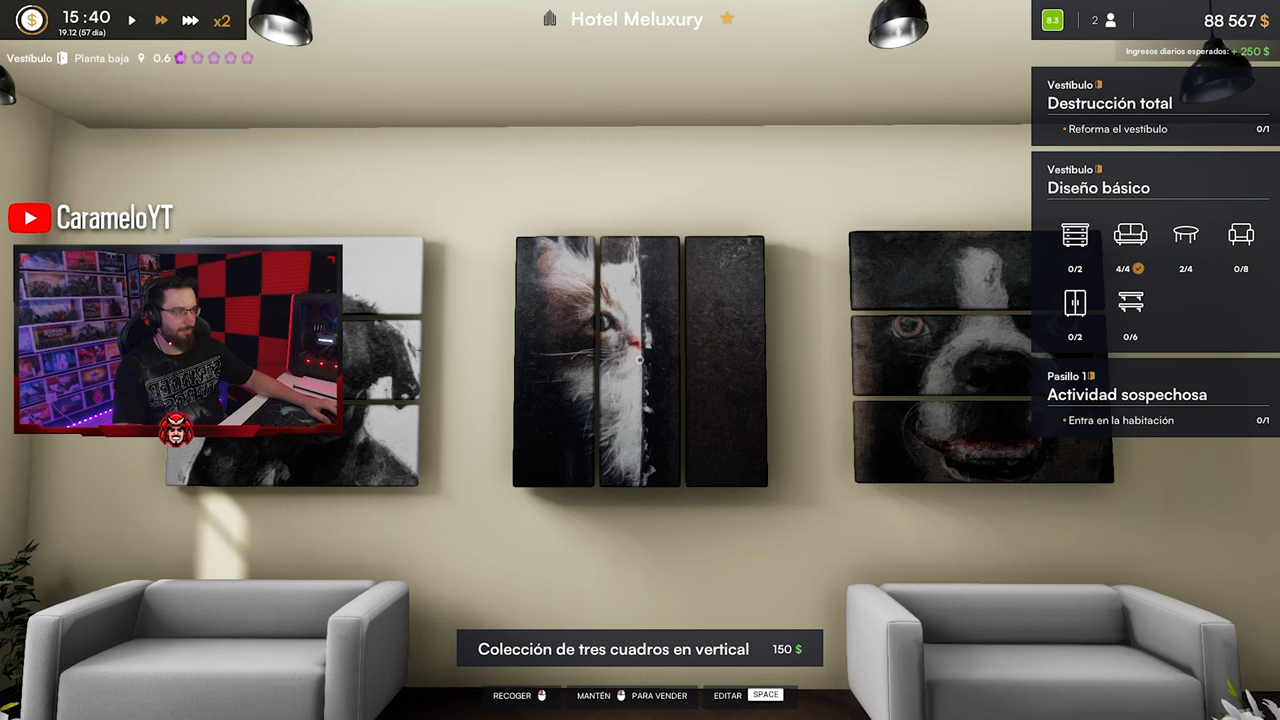 15:40
19.12 (57 día)
x2
Vestíbulo
Planta baja
0.6
Hotel Meluxury
8.3
2
88 567 $
Ingresos diarios esperados: + 250 $
Vestíbulo
Destrucción total
Reforma el vestíbulo 0/1
Vestíbulo
Diseño básico
0/2 4/4 2/4 0/8
0/2 0/6
Pasillo 1
Actividad sospechosa
Entra en la habitación 0/1
CarameloYT
Colección de tres cuadros en vertical 150 $
RECOGER
MANTÉN PARA VENDER
EDITAR SPACE